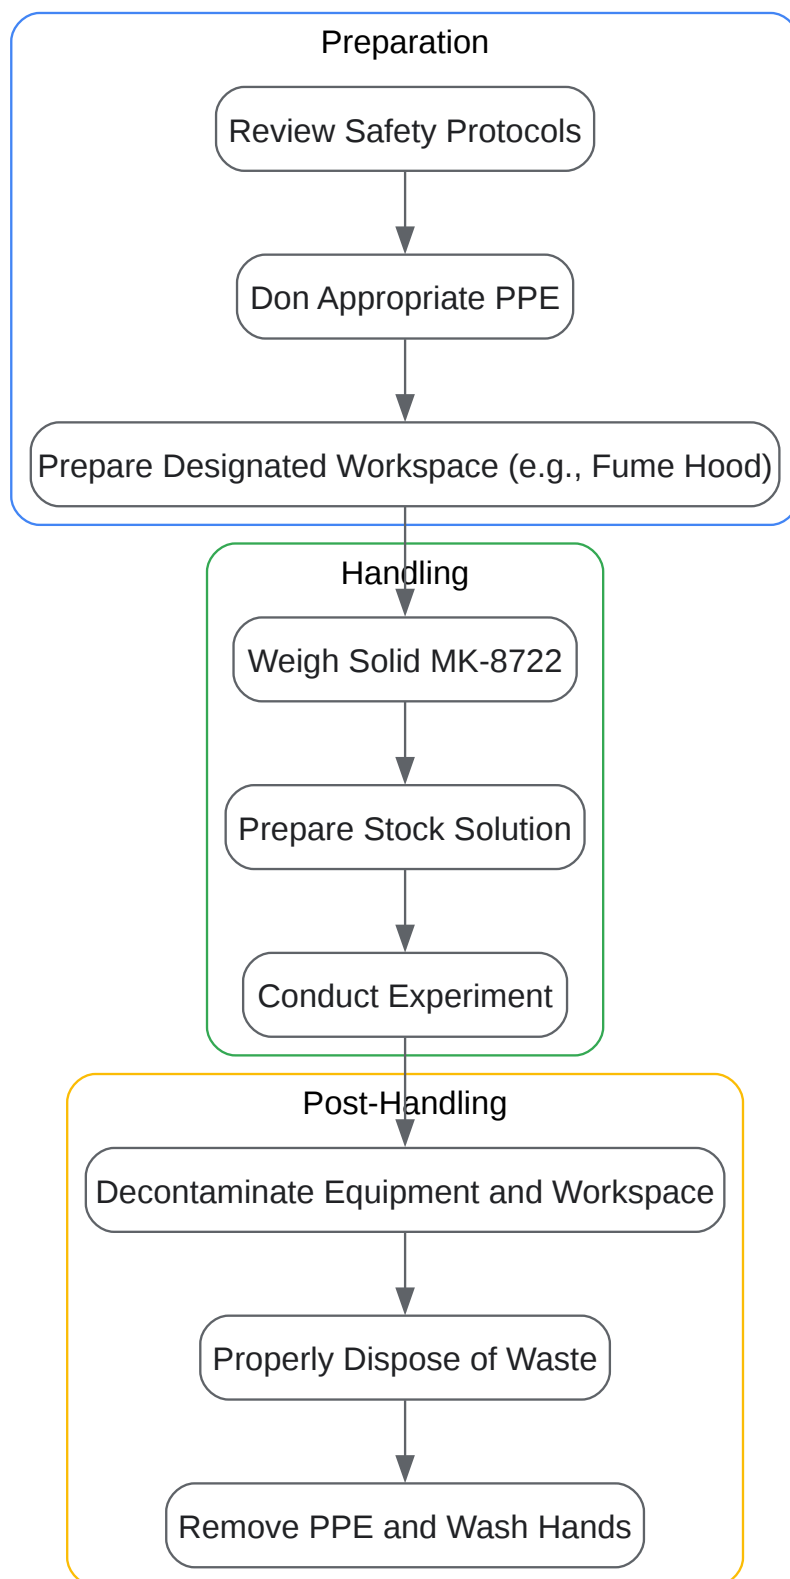 Preparation
Review Safety Protocols
Don Appropriate PPE
Prepare Designated Workspace (e.g., Fume Hood)
Handling
Weigh Solid MK-8722
Prepare Stock Solution
Conduct Experiment
Post-Handling
Decontaminate Equipment and Workspace
Properly Dispose of Waste
Remove PPE and Wash Hands